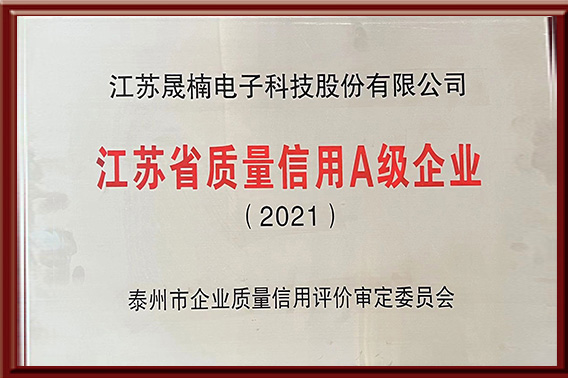 江苏晟楠电子科技股份有限公司
江苏省质量信用A级企业
（2021）
泰州市企业质量信用评价审定委员会